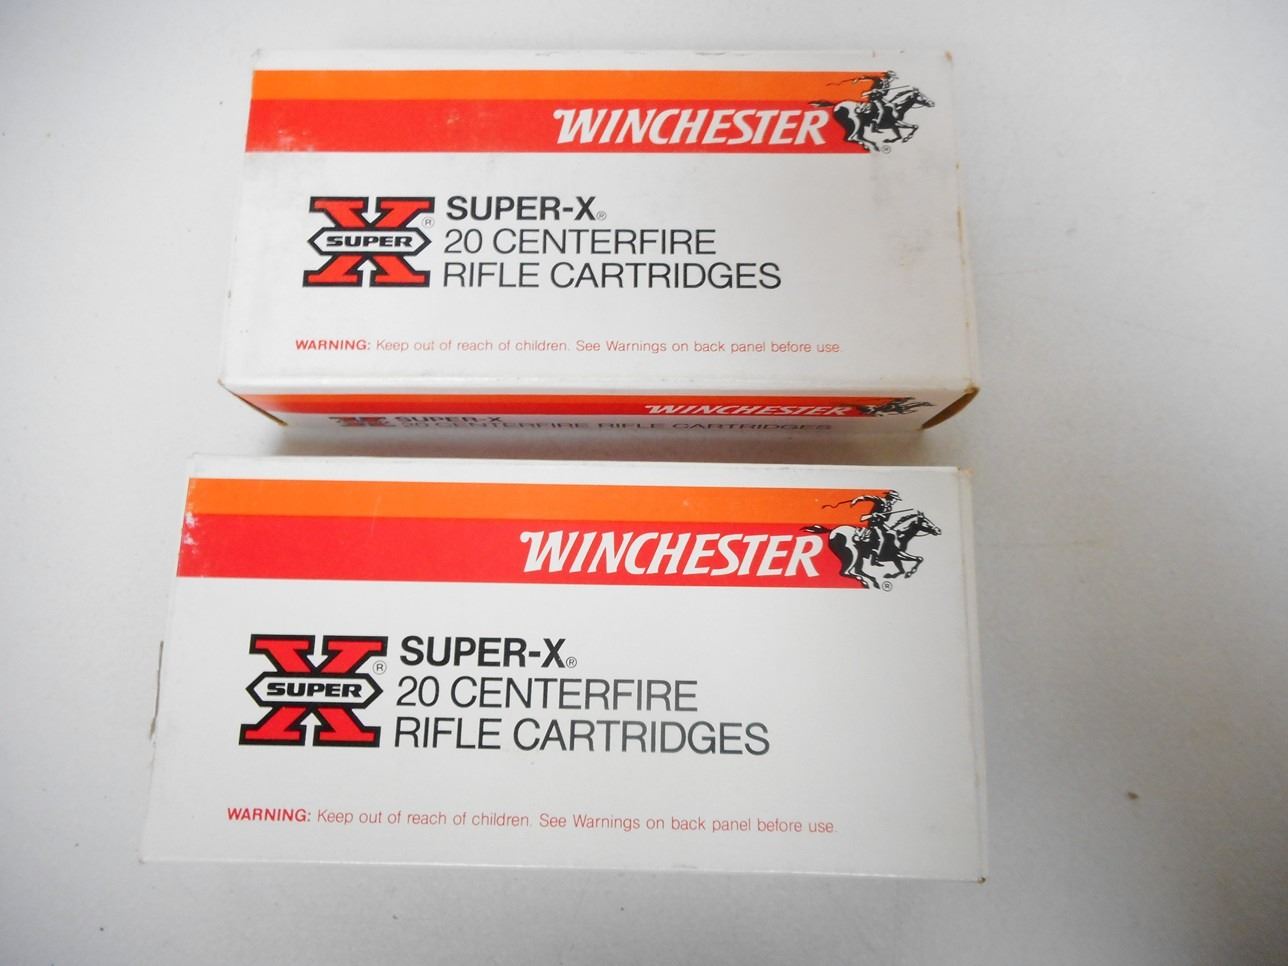 WINCHESTER
®
X SUPER ®
SUPER-X®
20 CENTERFIRE
RIFLE CARTRIDGES
WARNING: Keep out of reach of children. See Warnings on back panel before use.
WINCHESTER
SUPER-X
20 CENTERFIRE RIFLE CARTRIDGES
WINCHESTER
®
X SUPER ®
SUPER-X®
20 CENTERFIRE
RIFLE CARTRIDGES
WARNING: Keep out of reach of children. See Warnings on back panel before use.